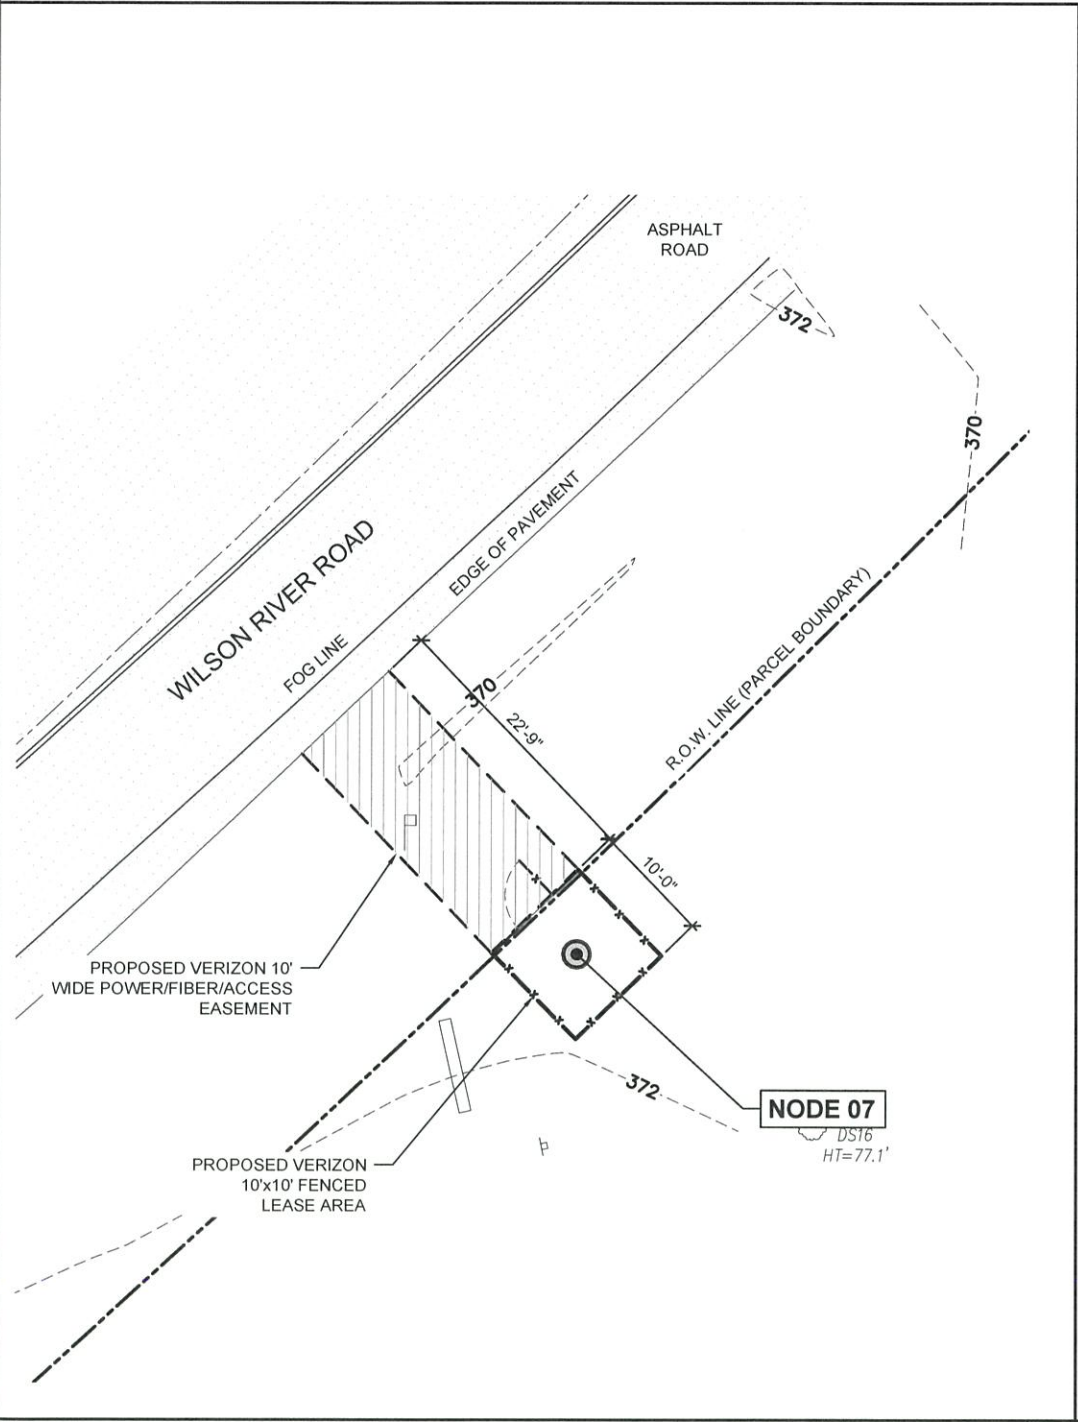 ASPHALT
ROAD
372
370
EDGE OF PAVEMENT
WILSON RIVER ROAD
FOG LINE
R.O.W. LINE (PARCEL BOUNDARY)
370
22'-9"
10'-0"
PROPOSED VERIZON 10'
WIDE POWER/FIBER/ACCESS
EASEMENT
372
NODE 07
DS16
HT=77.1'
PROPOSED VERIZON
10'x10' FENCED
LEASE AREA